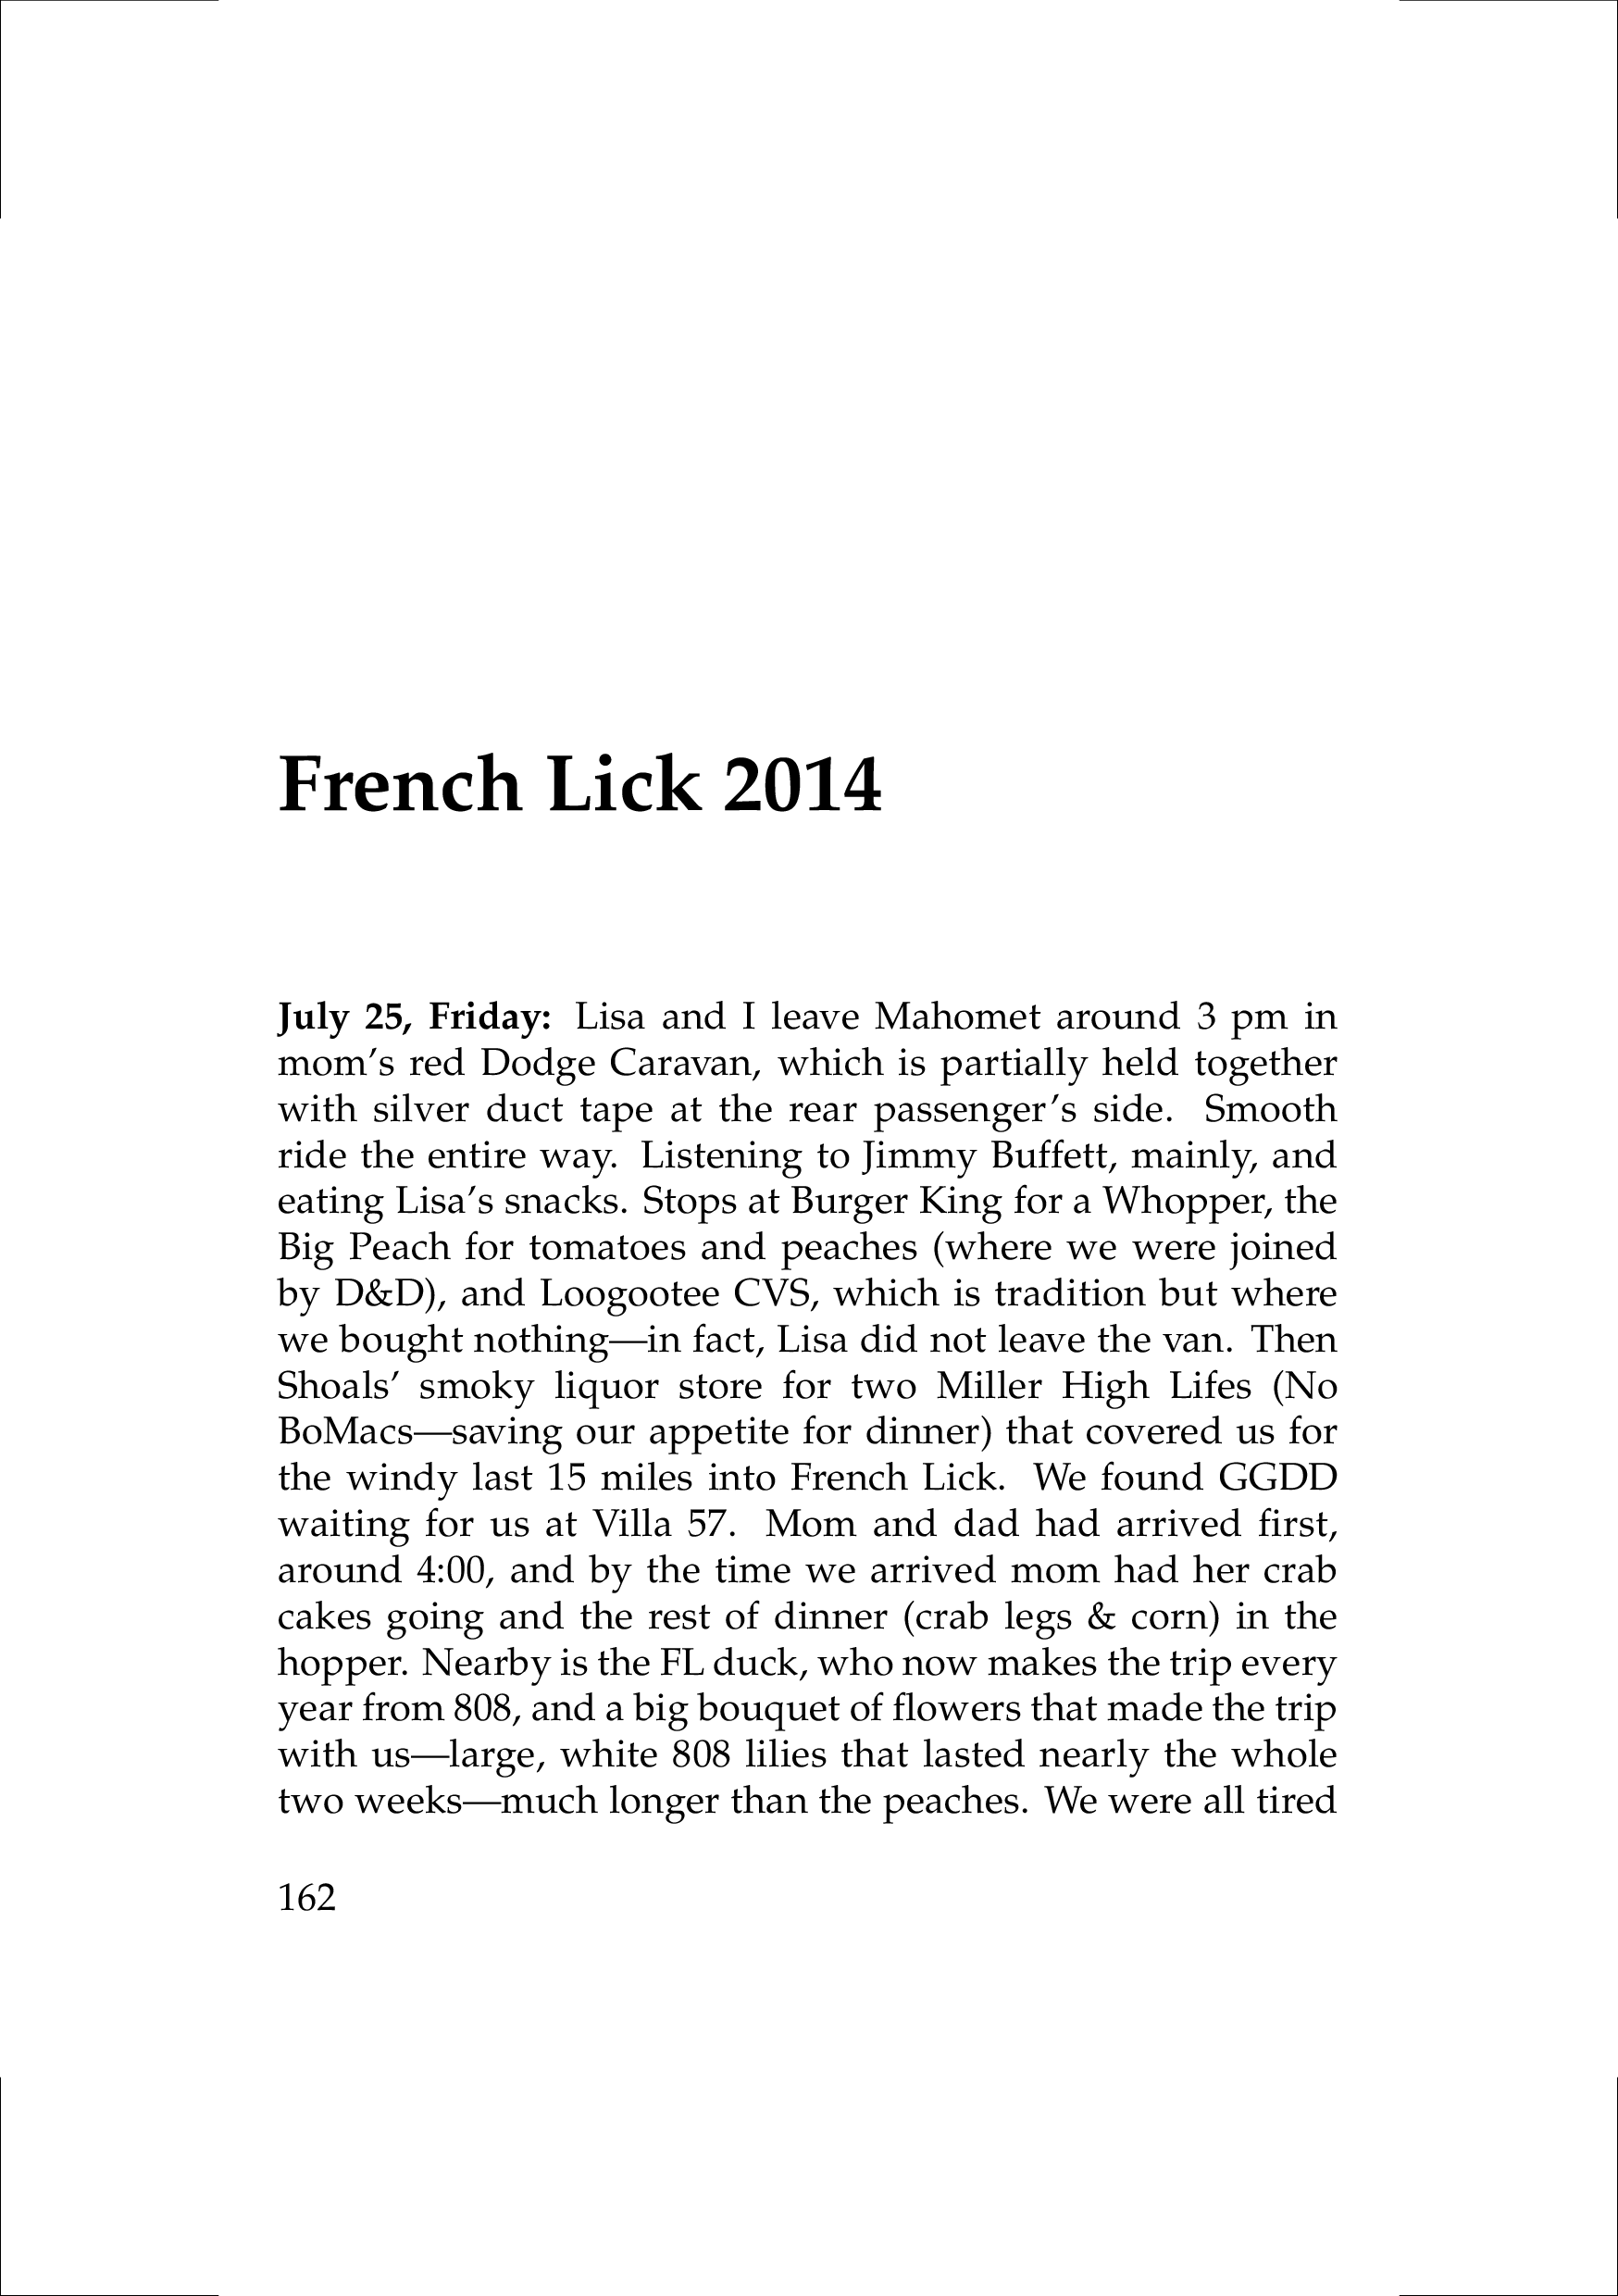 French Lick 2014
July 25, Friday: Lisa and I leave Mahomet around 3 pm in
mom's red Dodge Caravan, which is partially held together
with silver duct tape at the rear passenger's side. Smooth
ride the entire way. Listening to Jimmy Buffett, mainly, and
eating Lisa's snacks. Stops at Burger King for a Whopper, the
Big Peach for tomatoes and peaches (where we were joined
by D&D), and Loogootee CVS, which is tradition but where
we bought nothing—in fact, Lisa did not leave the van. Then
Shoals' smoky liquor store for two Miller High Lifes (No
BoMacs—saving our appetite for dinner) that covered us for
the windy last 15 miles into French Lick. We found GGDD
waiting for us at Villa 57. Mom and dad had arrived first,
around 4:00, and by the time we arrived mom had her crab
cakes going and the rest of dinner (crab legs & corn) in the
hopper. Nearby is the FL duck, who now makes the trip every
year from 808, and a big bouquet of flowers that made the trip
with us—large, white 808 lilies that lasted nearly the whole
two weeks—much longer than the peaches. We were all tired
162